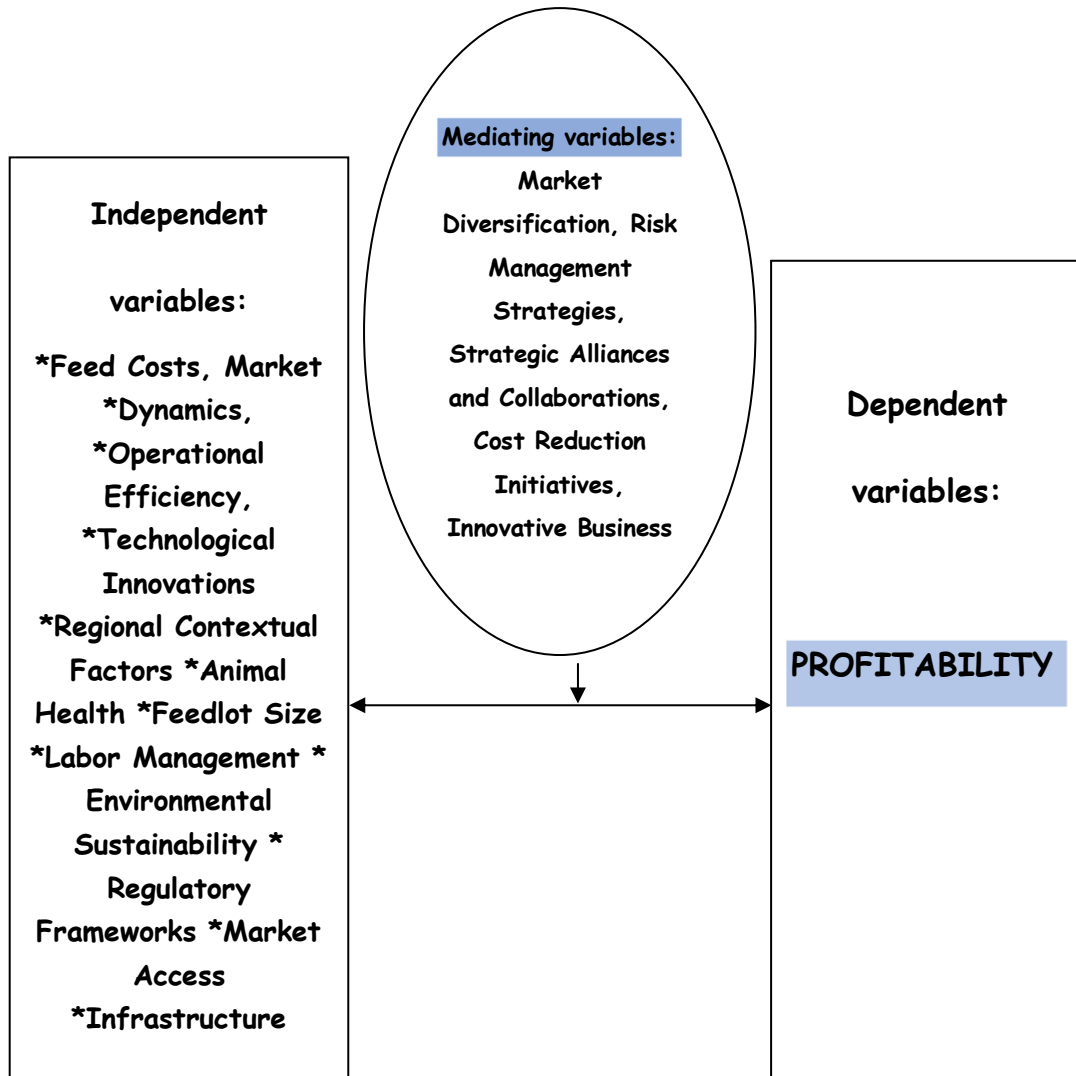 Independent
variables:
*Feed Costs, Market
*Dynamics,
*Operational
Efficiency,
*Technological
Innovations
*Regional Contextual
Factors *Animal
Health *Feedlot Size
*Labor Management *
Environmental
Sustainability *
Regulatory
Frameworks *Market
Access
*Infrastructure
Mediating variables:
Market
Diversification, Risk
Management
Strategies,
Strategic Alliances
and Collaborations,
Cost Reduction
Initiatives,
Innovative Business
Dependent
variables:
PROFITABILITY